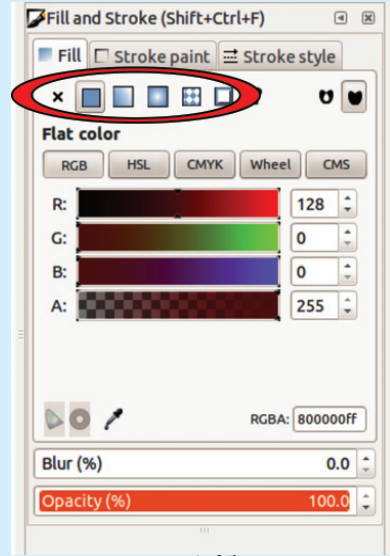 Fill and Stroke (Shift+Ctrl+F)
Fill Stroke paint Stroke style
Flat color
RGB HSL CMYK Wheel CMS
R: 128
G: 0
B: 0
A: 255
RGBA: 800000ff
Blur (%) 0.0
Opacity (%) 100.0